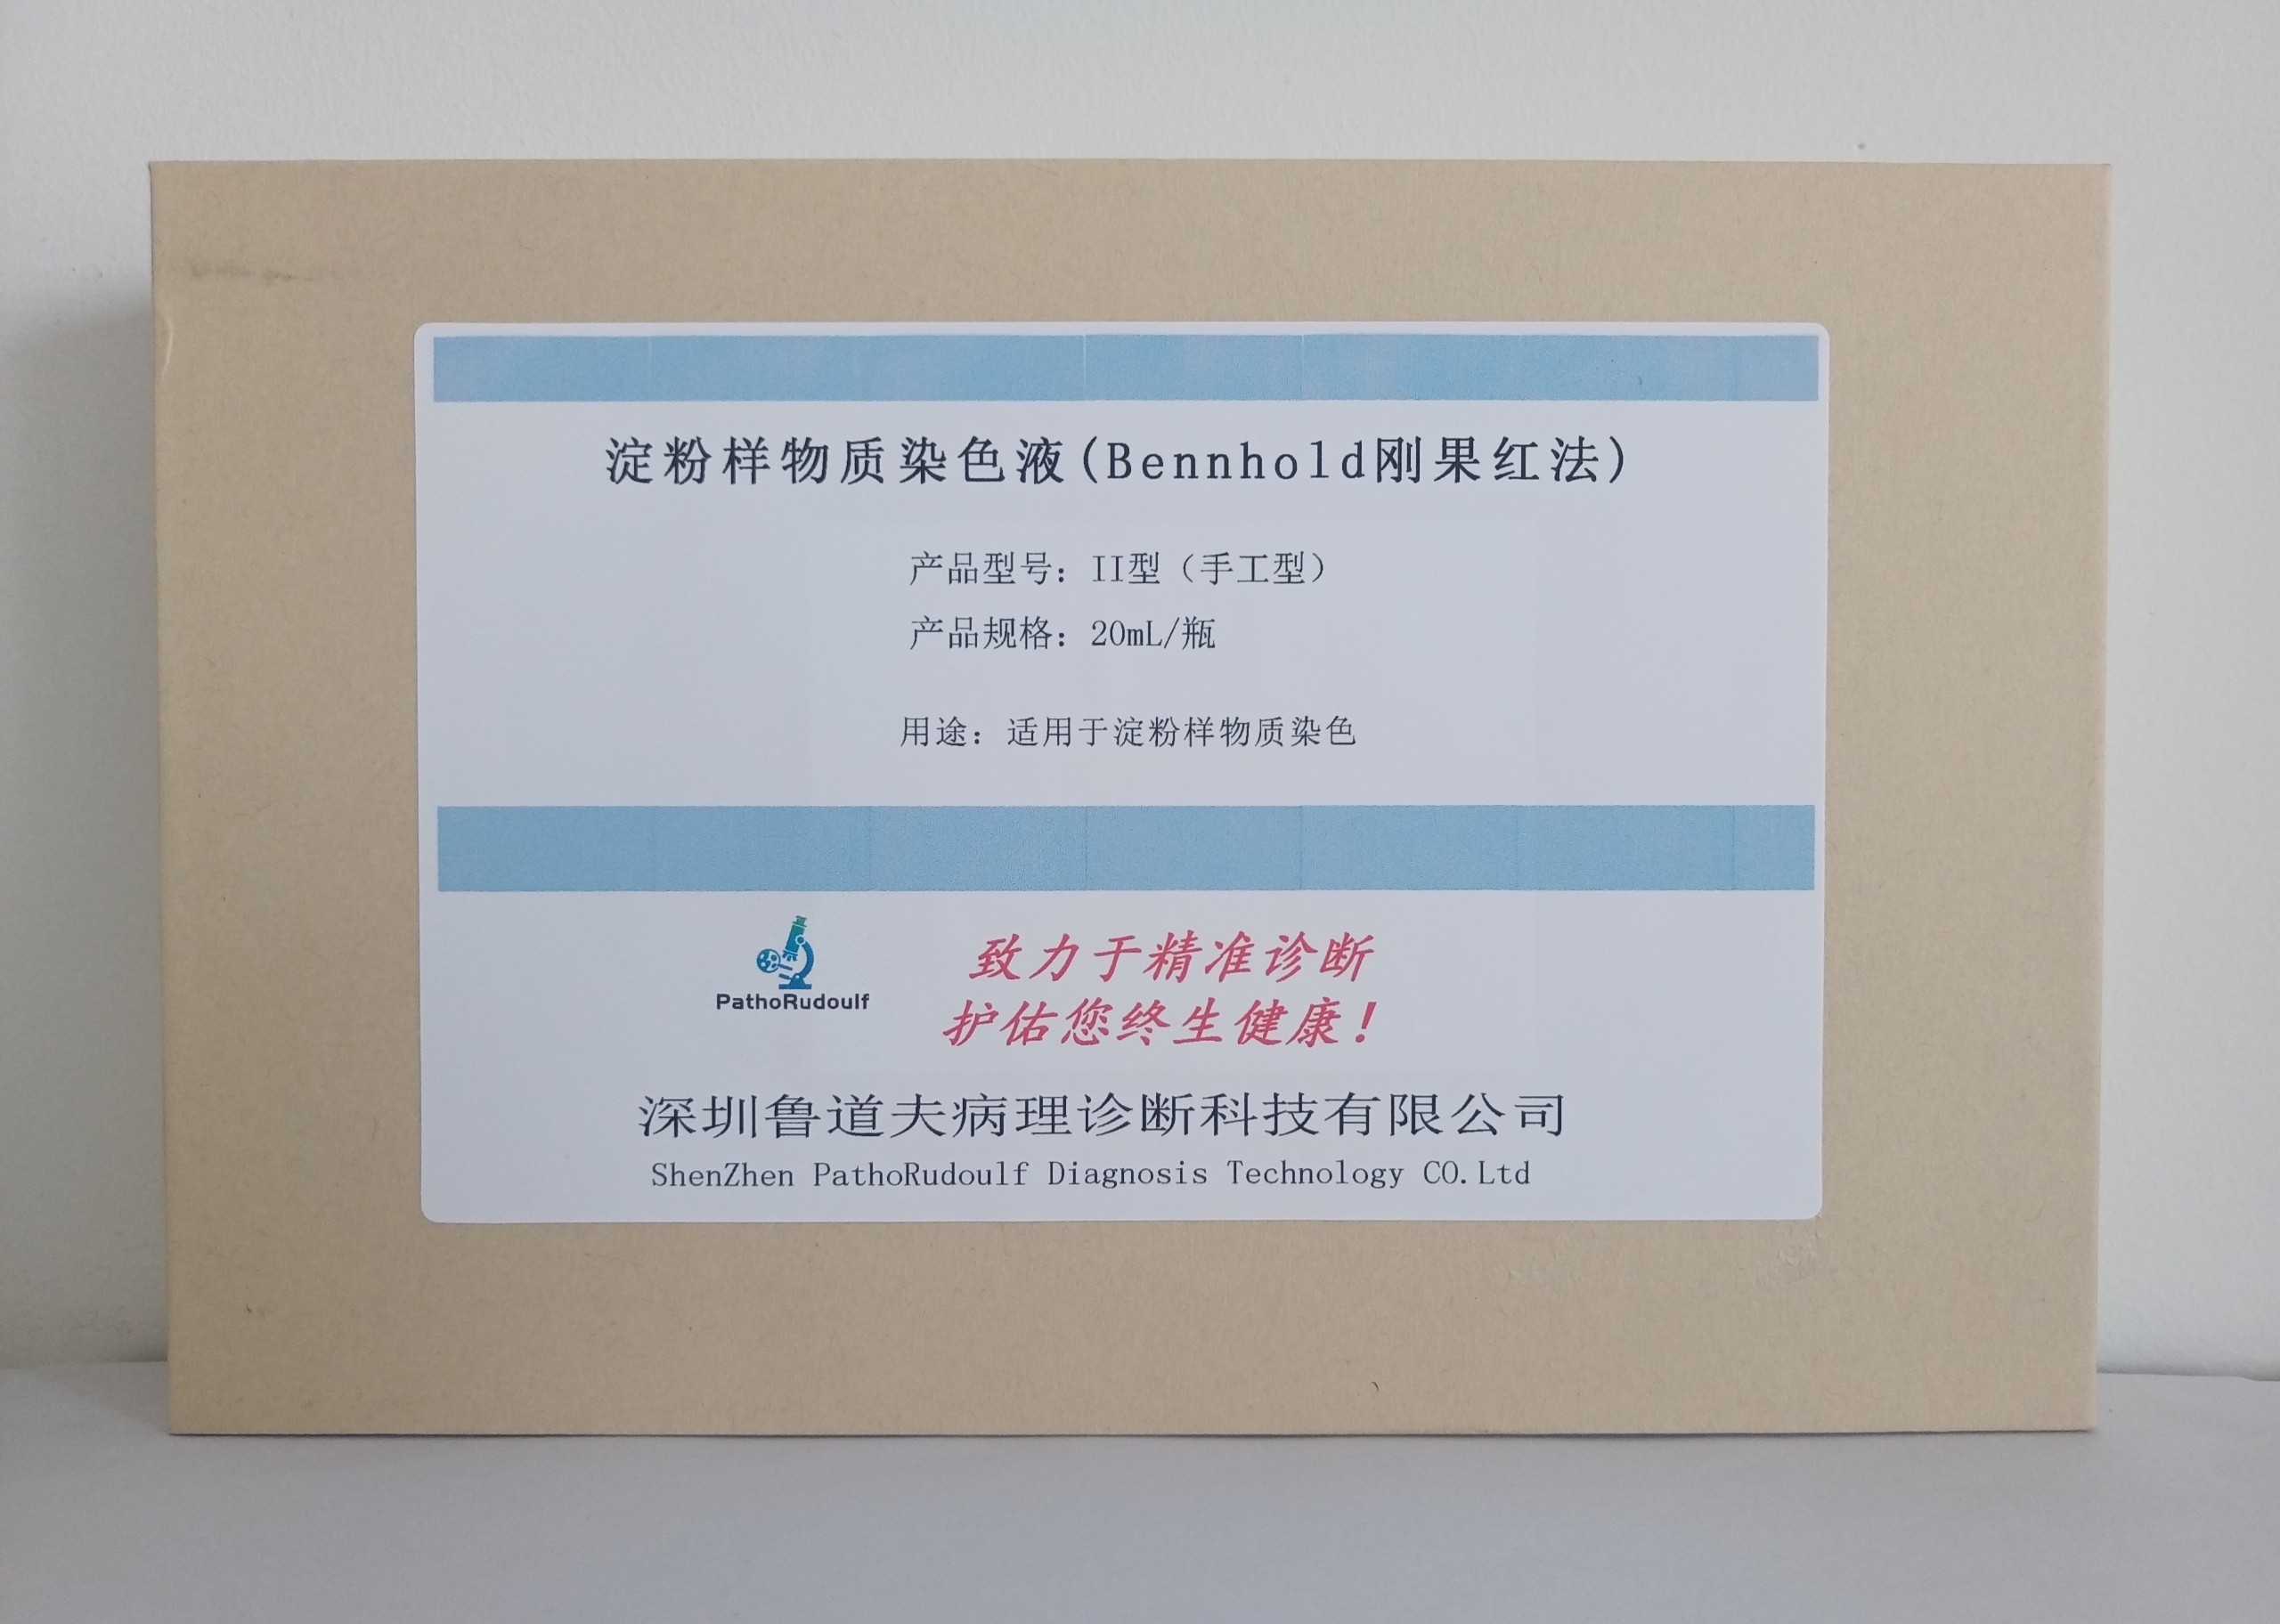 淀粉样物质染色液(Bennhold刚果红法)
产品型号：II型（手工型）
产品规格：20mL/瓶
用途：适用于淀粉样物质染色
PathoRudoulf
致力于精准诊断
护佑您终生健康！
深圳鲁道夫病理诊断科技有限公司
ShenZhen PathoRudoulf Diagnosis Technology CO.Ltd